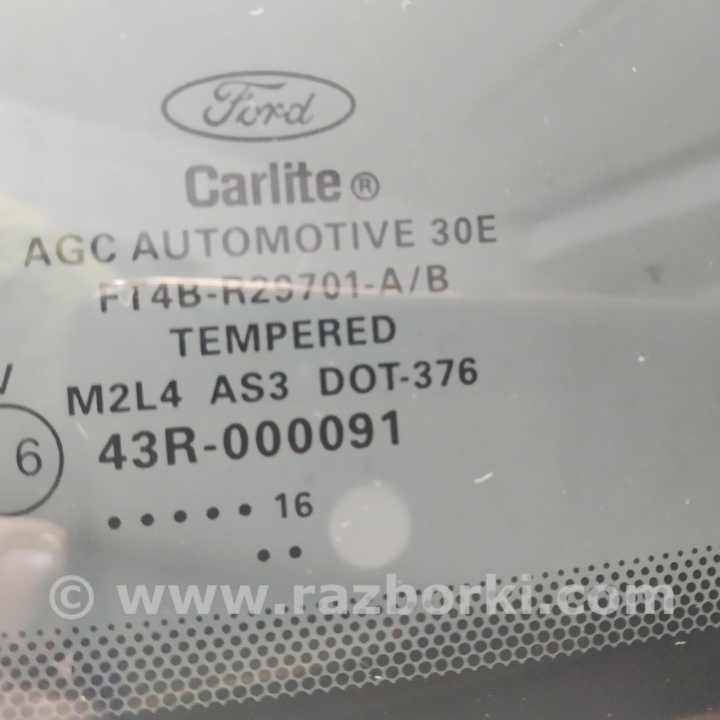 Ford
Carlite®
AGC AUTOMOTIVE 30E
FT4B-R29701-A/B
TEMPERED
M2L4 AS3 DOT-376
6 43R-000091
..... 16
..
© www.razborki.com